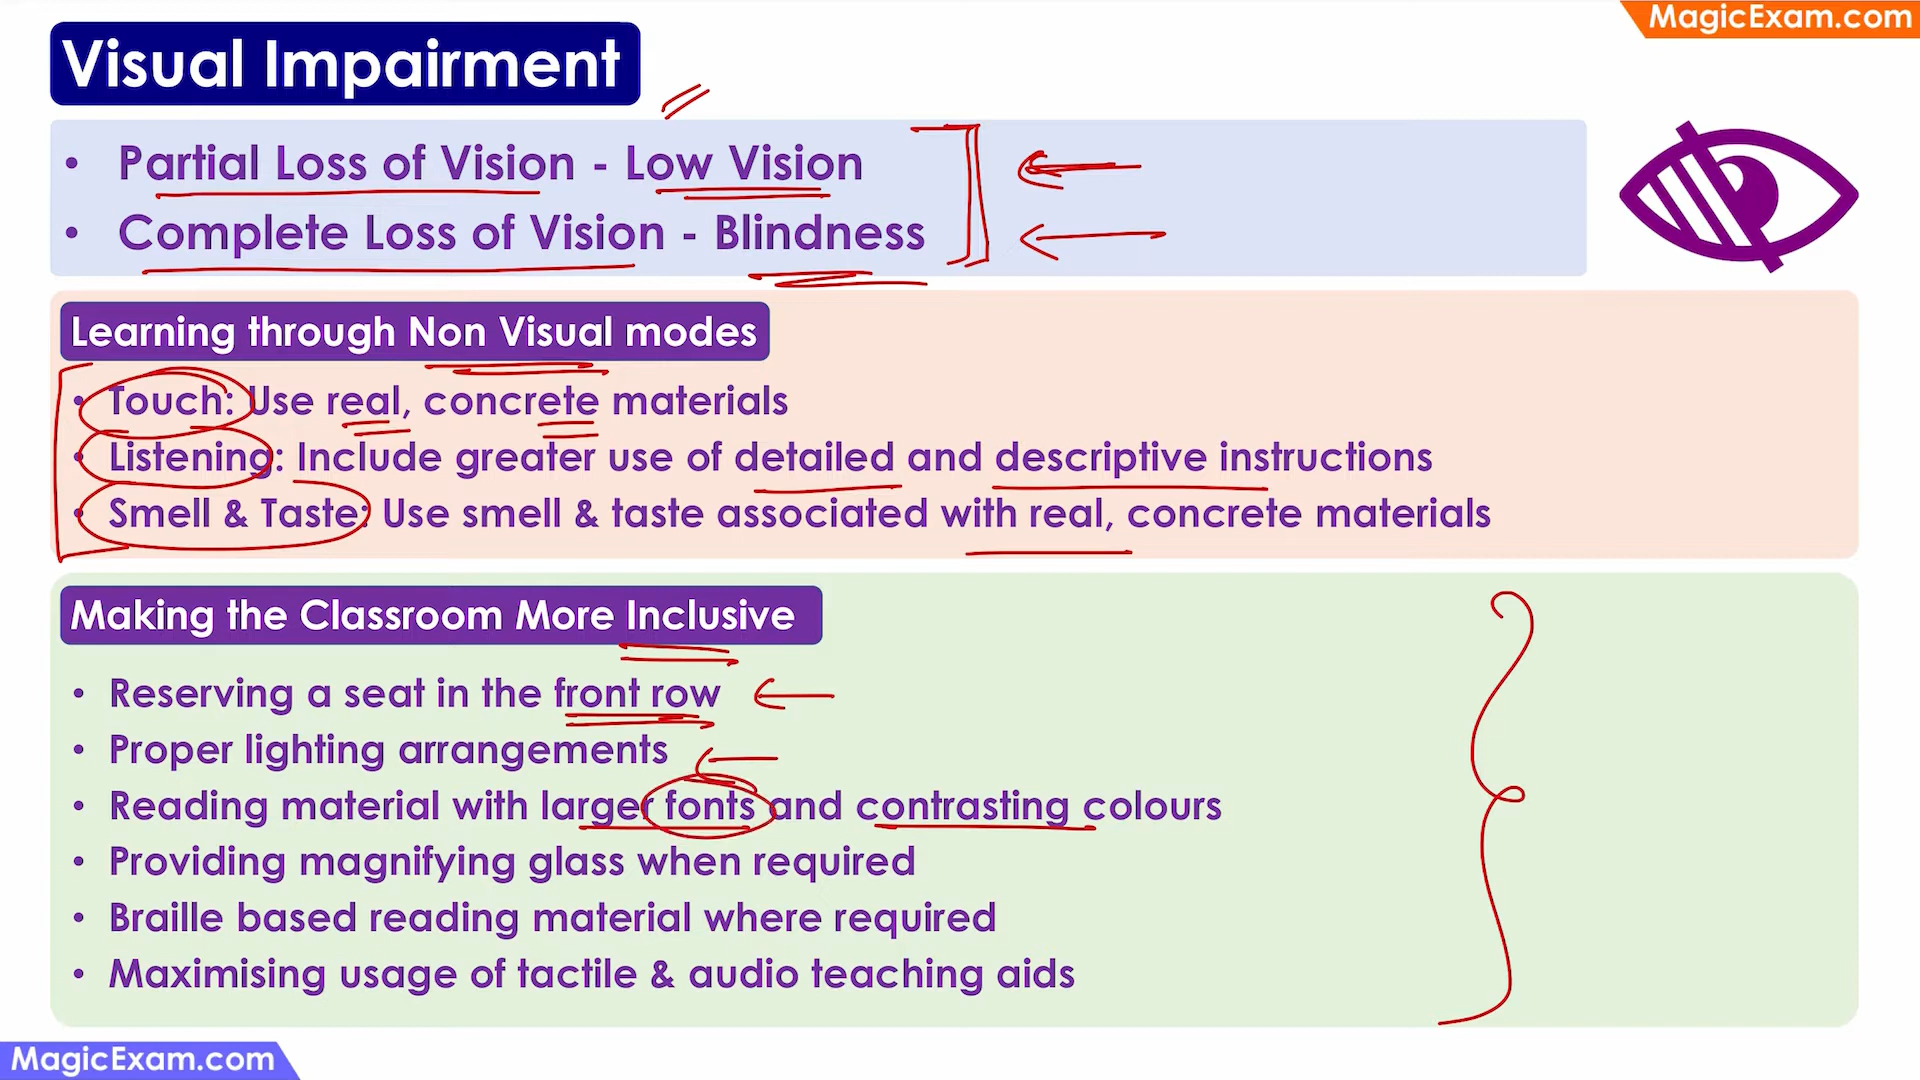 MagicExam.com
Visual Impairment
• Partial Loss of Vision - Low Vision
• Complete Loss of Vision - Blindness
Learning through Non Visual modes
• Touch: Use real, concrete materials
• Listening: Include greater use of detailed and descriptive instructions
• Smell & Taste: Use smell & taste associated with real, concrete materials
Making the Classroom More Inclusive
• Reserving a seat in the front row
• Proper lighting arrangements
• Reading material with larger fonts and contrasting colours
• Providing magnifying glass when required
• Braille based reading material where required
• Maximising usage of tactile & audio teaching aids
MagicExam.com